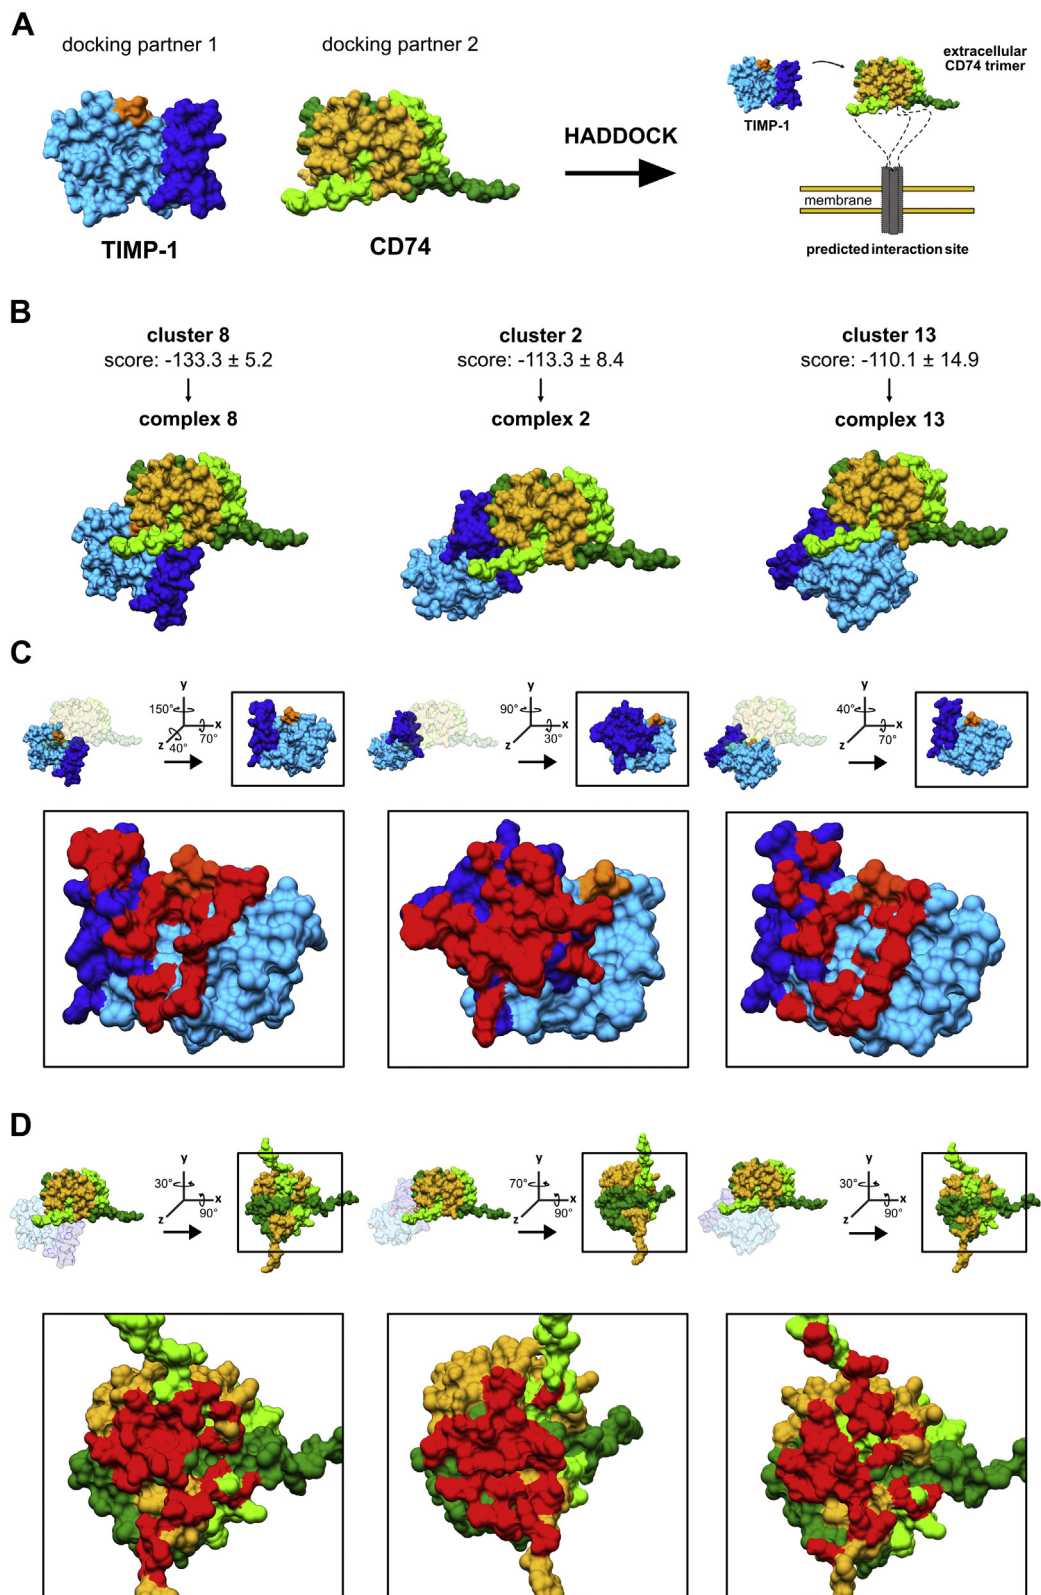 A
docking partner 1
docking partner 2
TIMP-1
CD74
HADDOCK
extracellular
CD74 trimer
TIMP-1
membrane
predicted interaction site
B
cluster 8
score: -133.3 ± 5.2
complex 8
cluster 2
score: -113.3 ± 8.4
complex 2
cluster 13
score: -110.1 ± 14.9
complex 13
C
y
150°
x
70°
z
40°
y
90°
x
z
30°
y
40°
x
z
70°
D
y
30°
x
z
90°
y
70°
x
z
90°
y
30°
x
z
90°